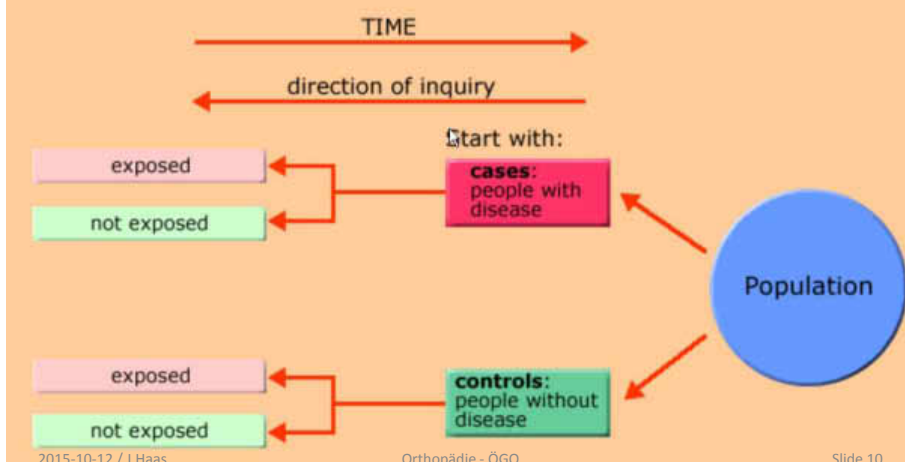 TIME
direction of inquiry
Start with:
exposed
cases:
people with
disease
not exposed
Population
exposed
controls:
people without
disease
not exposed
2015-10-12 / J.Haas
Orthopädie - ÖGO
Slide 10